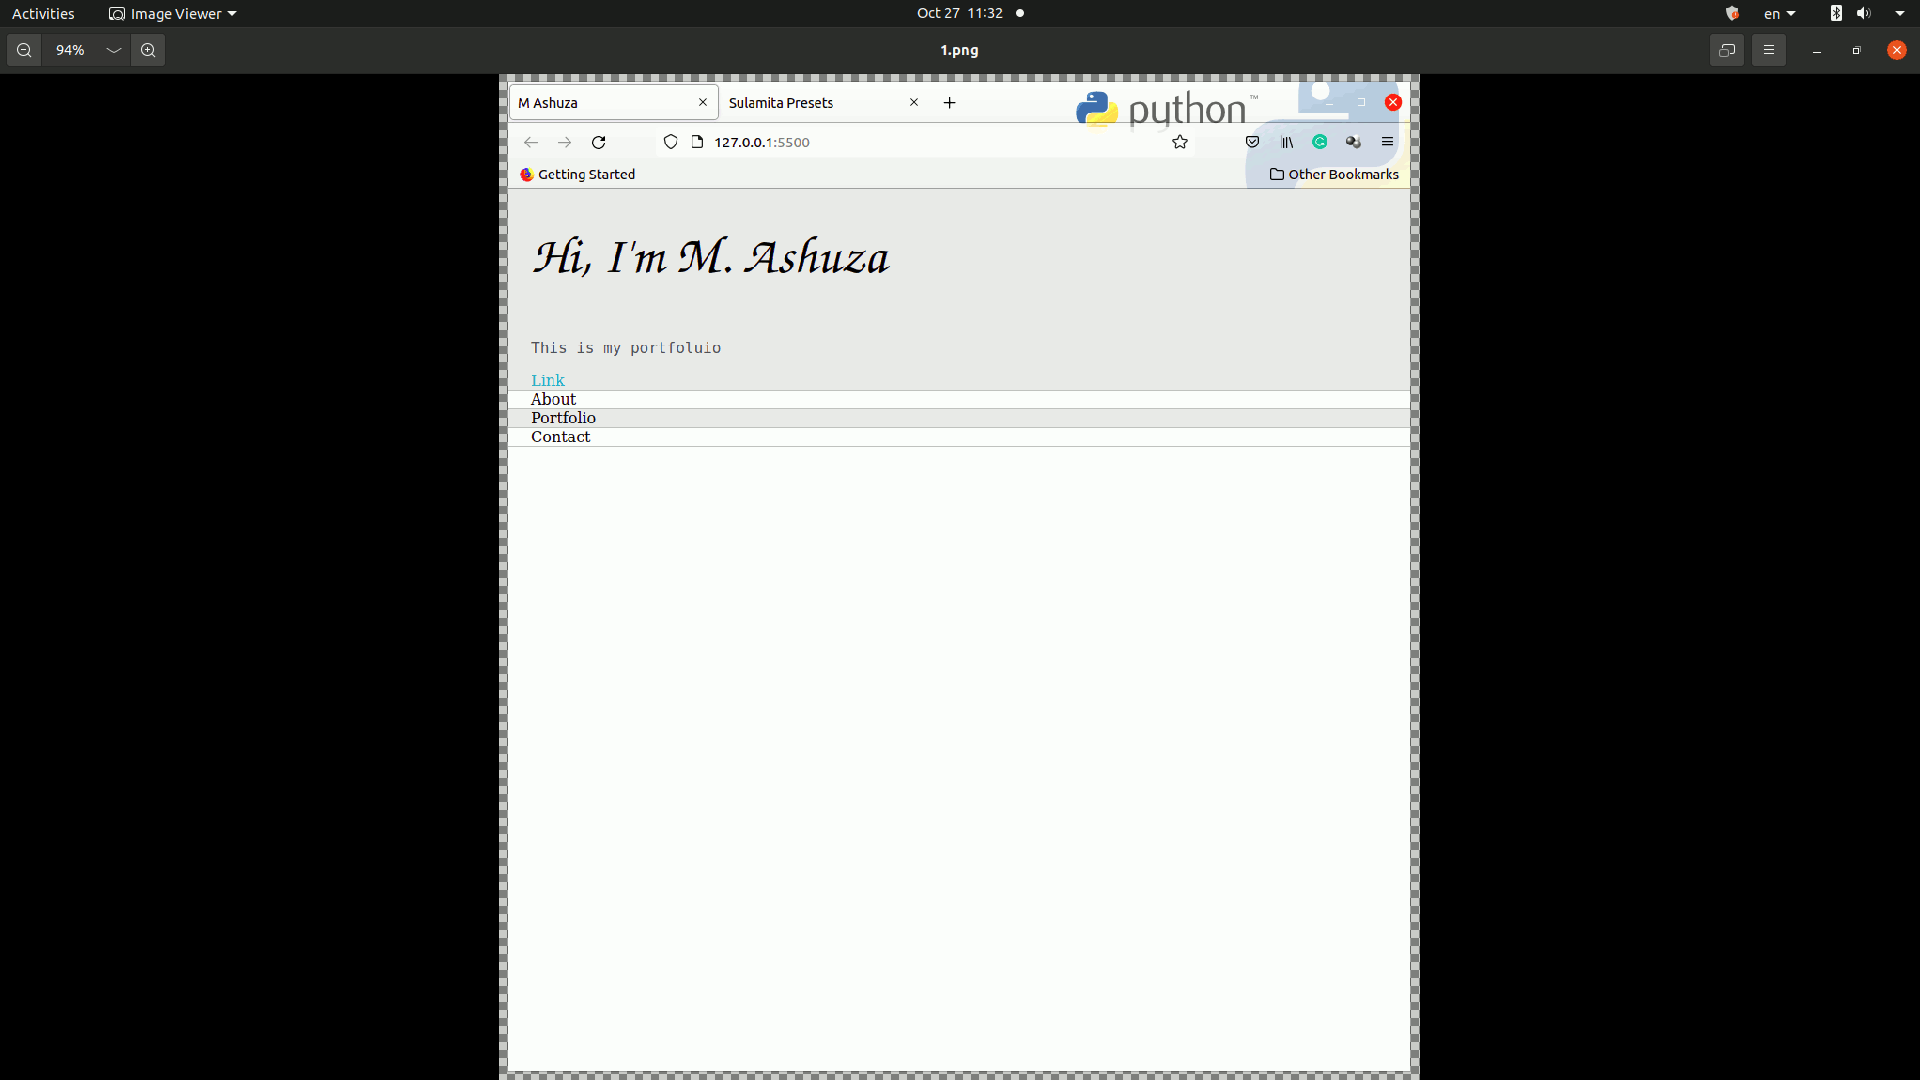 Activities Image Viewer Oct 27 11:32 en
94% 1.png
M Ashuza Sulamita Presets python™
127.0.0.1:5500
Getting Started Other Bookmarks
Hi, I'm M. Ashuza
This is my portfoluio
Link
About
Portfolio
Contact